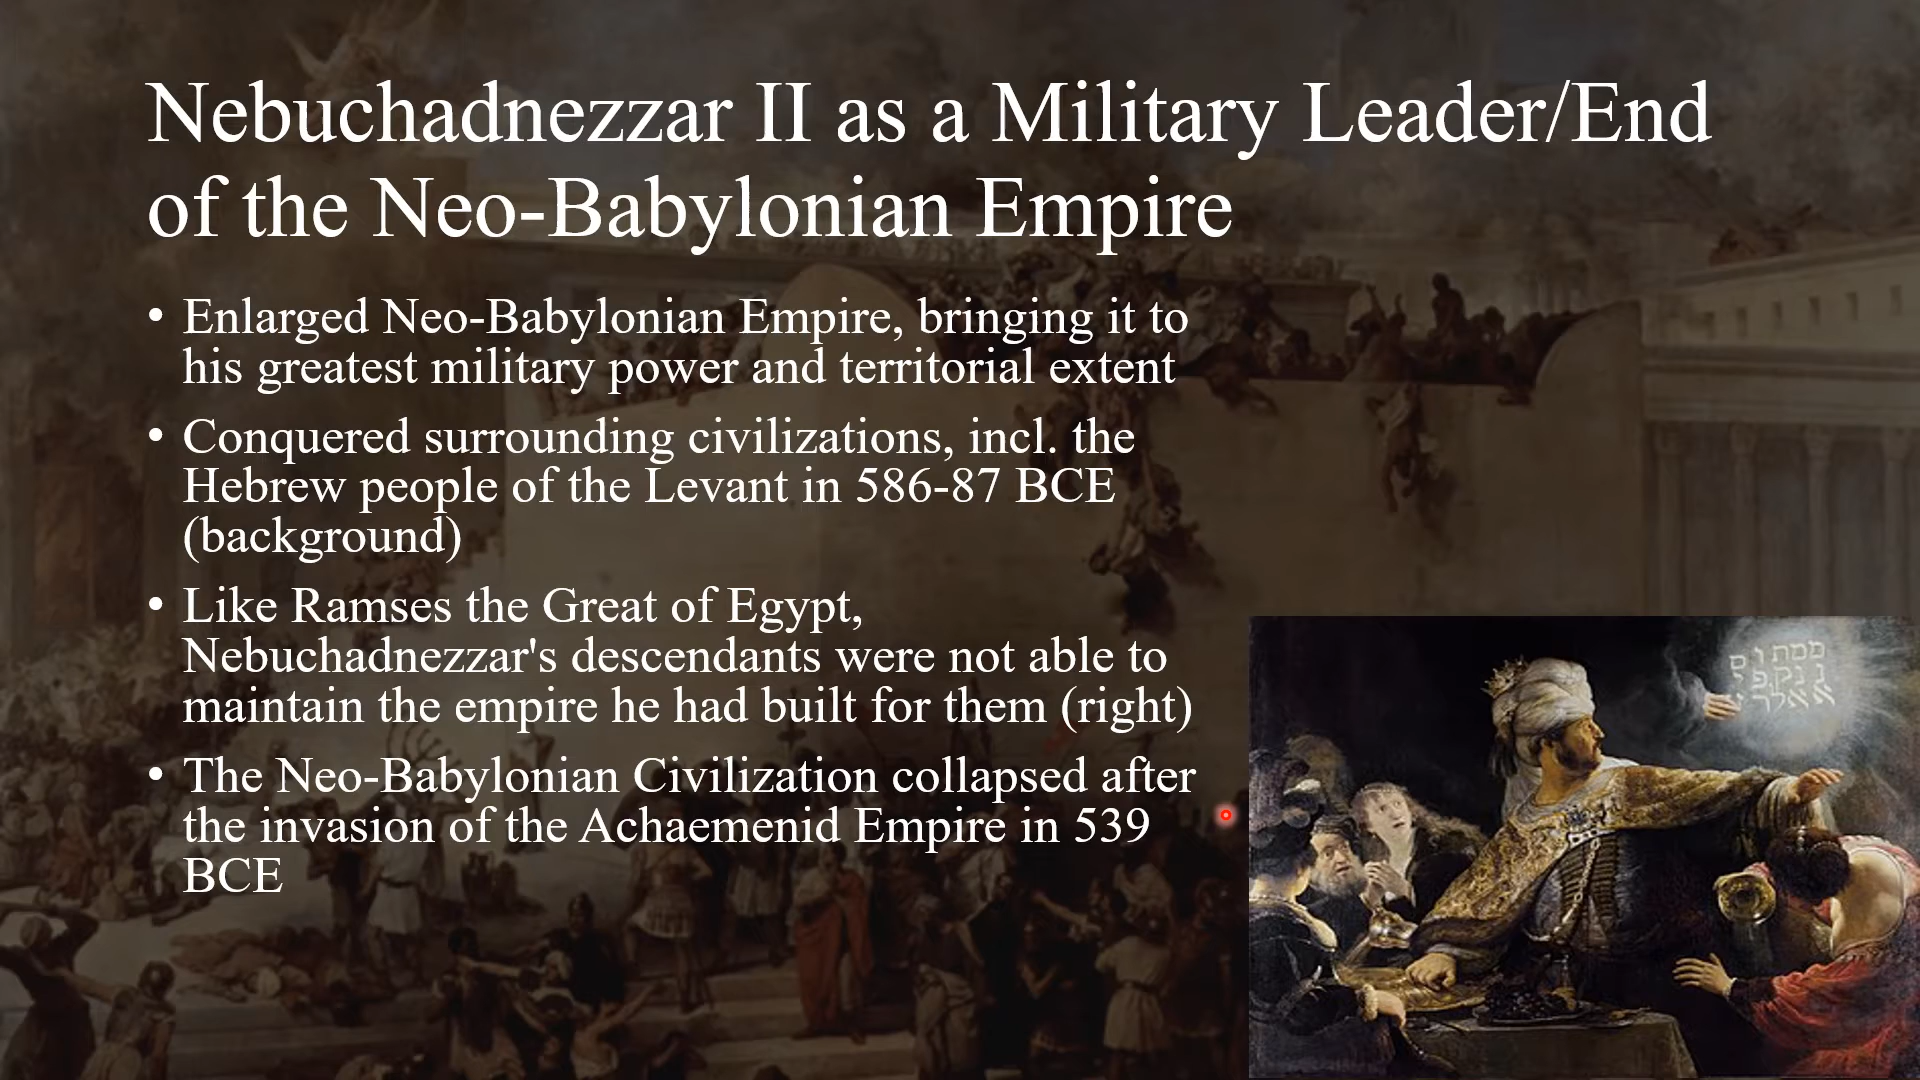 Nebuchadnezzar II as a Military Leader/End
of the Neo-Babylonian Empire
• Enlarged Neo-Babylonian Empire, bringing it to
his greatest military power and territorial extent
• Conquered surrounding civilizations, incl. the
Hebrew people of the Levant in 586-87 BCE
(background)
• Like Ramses the Great of Egypt,
Nebuchadnezzar's descendants were not able to
maintain the empire he had built for them (right)
• The Neo-Babylonian Civilization collapsed after
the invasion of the Achaemenid Empire in 539
BCE